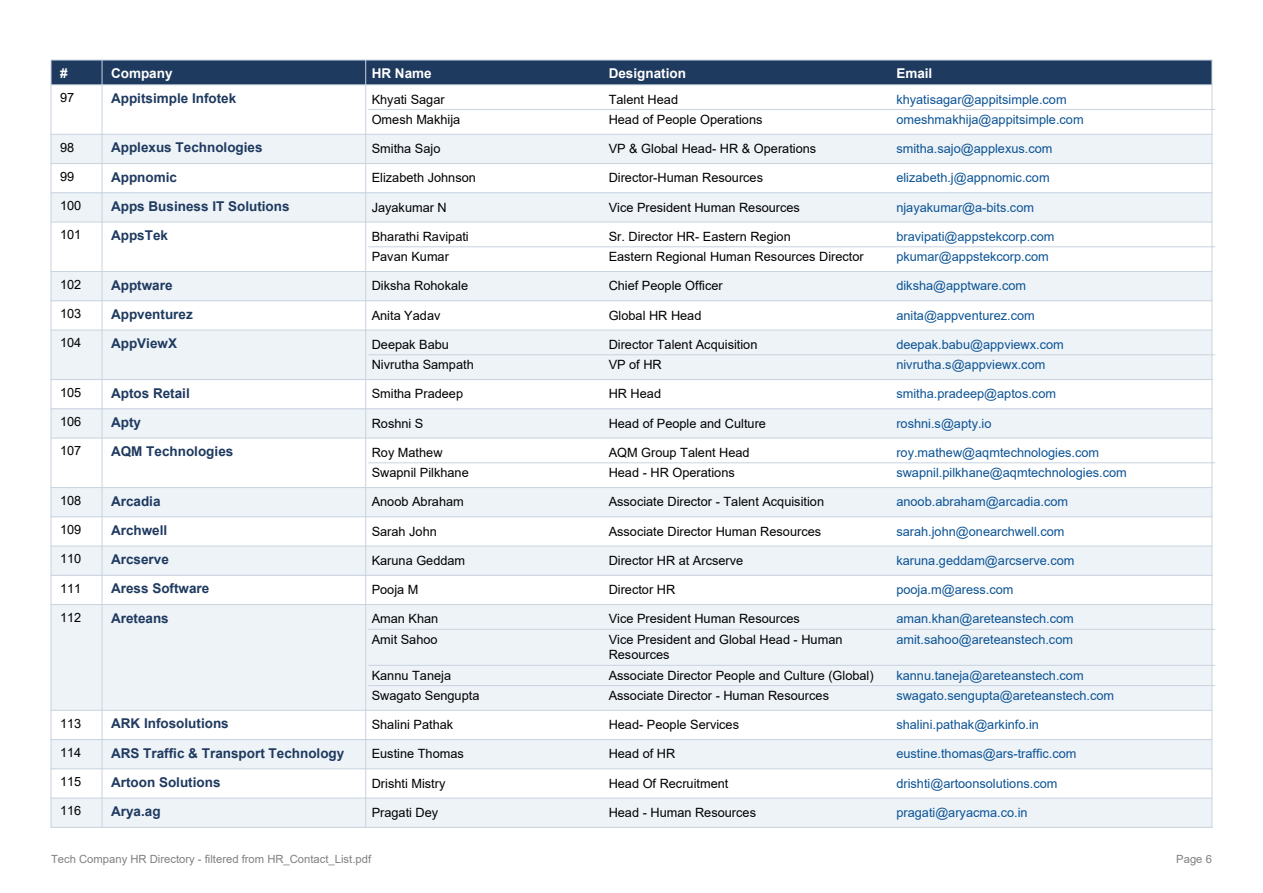 # Company HR Name Designation Email
97 Appitsimple Infotek Khyati Sagar Talent Head khyatisagar@appitsimple.com
Omesh Makhija Head of People Operations omeshmakhija@appitsimple.com
98 Applexus Technologies Smitha Sajo VP & Global Head- HR & Operations smitha.sajo@applexus.com
99 Appnomic Elizabeth Johnson Director-Human Resources elizabeth.j@appnomic.com
100 Apps Business IT Solutions Jayakumar N Vice President Human Resources njayakumar@a-bits.com
101 AppsTek Bharathi Ravipati Sr. Director HR- Eastern Region bravipati@appstekcorp.com
Pavan Kumar Eastern Regional Human Resources Director pkumar@appstekcorp.com
102 Apptware Diksha Rohokale Chief People Officer diksha@apptware.com
103 Appventurez Anita Yadav Global HR Head anita@appventurez.com
104 AppViewX Deepak Babu Director Talent Acquisition deepak.babu@appviewx.com
Nivrutha Sampath VP of HR nivrutha.s@appviewx.com
105 Aptos Retail Smitha Pradeep HR Head smitha.pradeep@aptos.com
106 Apty Roshni S Head of People and Culture roshni.s@apty.io
107 AQM Technologies Roy Mathew AQM Group Talent Head roy.mathew@aqmtechnologies.com
Swapnil Pilkhane Head - HR Operations swapnil.pilkhane@aqmtechnologies.com
108 Arcadia Anoob Abraham Associate Director - Talent Acquisition anoob.abraham@arcadia.com
109 Archwell Sarah John Associate Director Human Resources sarah.john@onearchwell.com
110 Arcserve Karuna Geddam Director HR at Arcserve karuna.geddam@arcserve.com
111 Aress Software Pooja M Director HR pooja.m@aress.com
112 Areteans Aman Khan Vice President Human Resources aman.khan@areteanstech.com
Amit Sahoo Vice President and Global Head - Human amit.sahoo@areteanstech.com
Resources
Kannu Taneja Associate Director People and Culture (Global) kannu.taneja@areteanstech.com
Swagato Sengupta Associate Director - Human Resources swagato.sengupta@areteanstech.com
113 ARK Infosolutions Shalini Pathak Head- People Services shalini.pathak@arkinfo.in
114 ARS Traffic & Transport Technology Eustine Thomas Head of HR eustine.thomas@ars-traffic.com
115 Artoon Solutions Drishti Mistry Head Of Recruitment drishti@artoonsolutions.com
116 Arya.ag Pragati Dey Head - Human Resources pragati@aryacma.co.in
Tech Company HR Directory - filtered from HR_Contact_List.pdf Page 6